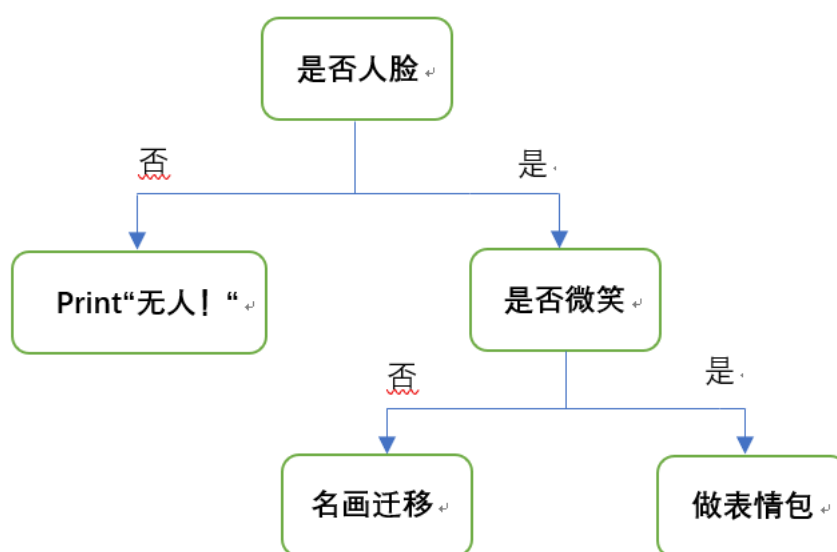 是否人脸
否
是
Print“无人！“
是否微笑
否
是
名画迁移
做表情包